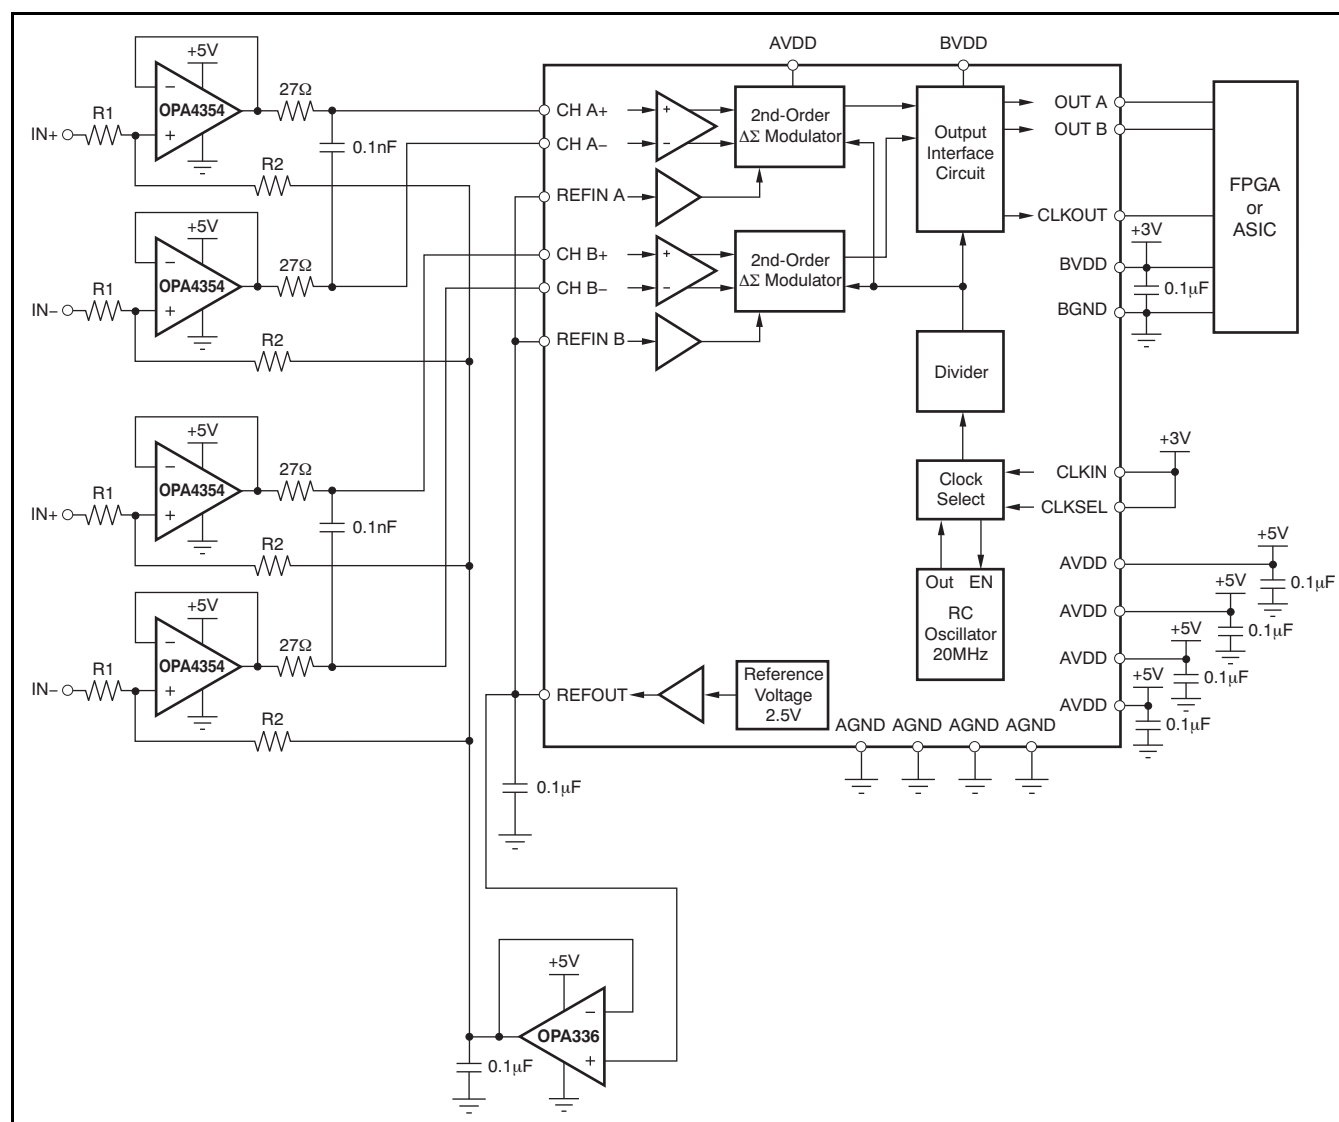 +5V
OPA4354
−
+
R1
IN+
27Ω
0.1nF
R2
+5V
OPA4354
−
+
R1
IN−
27Ω
R2
+5V
OPA4354
−
+
R1
IN+
27Ω
0.1nF
R2
+5V
OPA4354
−
+
R1
IN−
27Ω
R2
AVDD
BVDD
CH A+
CH A−
REFIN A
CH B+
CH B−
REFIN B
+
−
+
−
2nd-Order
ΔΣ Modulator
2nd-Order
ΔΣ Modulator
Output
Interface
Circuit
Divider
Clock
Select
Out EN
RC
Oscillator
20MHz
REFOUT
Reference
Voltage
2.5V
AGND AGND AGND AGND
OUT A
OUT B
CLKOUT
BVDD
BGND
+3V
0.1μF
FPGA
or
ASIC
CLKIN
CLKSEL
+3V
AVDD
+5V
0.1μF
AVDD
+5V
0.1μF
AVDD
+5V
0.1μF
AVDD
+5V
0.1μF
0.1μF
+5V
−
OPA336
+
0.1μF